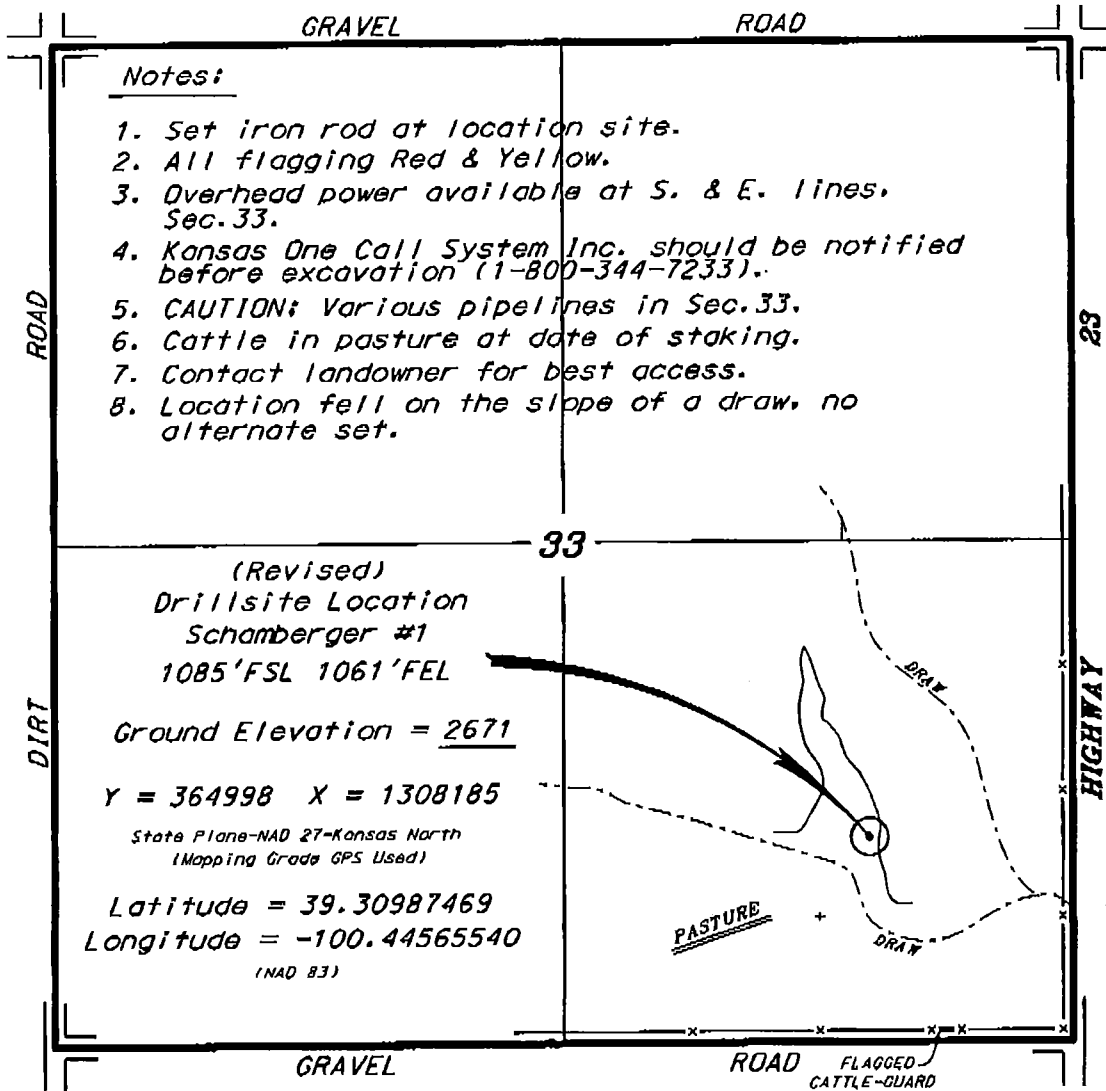 GRAVEL ROAD
Notes:
1. Set iron rod at location site.
2. All flagging Red & Yellow.
3. Overhead power available at S. & E. lines,
Sec.33.
4. Kansas One Call System Inc. should be notified
before excavation (1-800-344-7233).
5. CAUTION: Various pipelines in Sec.33.
6. Cattle in pasture at date of staking.
7. Contact landowner for best access.
8. Location fell on the slope of a draw, no
alternate set.
ROAD
23
33
(Revised)
Drillsite Location
Schamberger #1
1085'FSL 1061'FEL
Ground Elevation = 2671
Y = 364998 X = 1308185
State Plane-NAD 27-Kansas North
(Mapping Grade GPS Used)
Latitude = 39.30987469
Longitude = -100.44565540
(NAD 83)
DIRT
DRAW
HIGHWAY
PASTURE
DRAW
GRAVEL ROAD
FLAGGED
CATTLE-GUARD